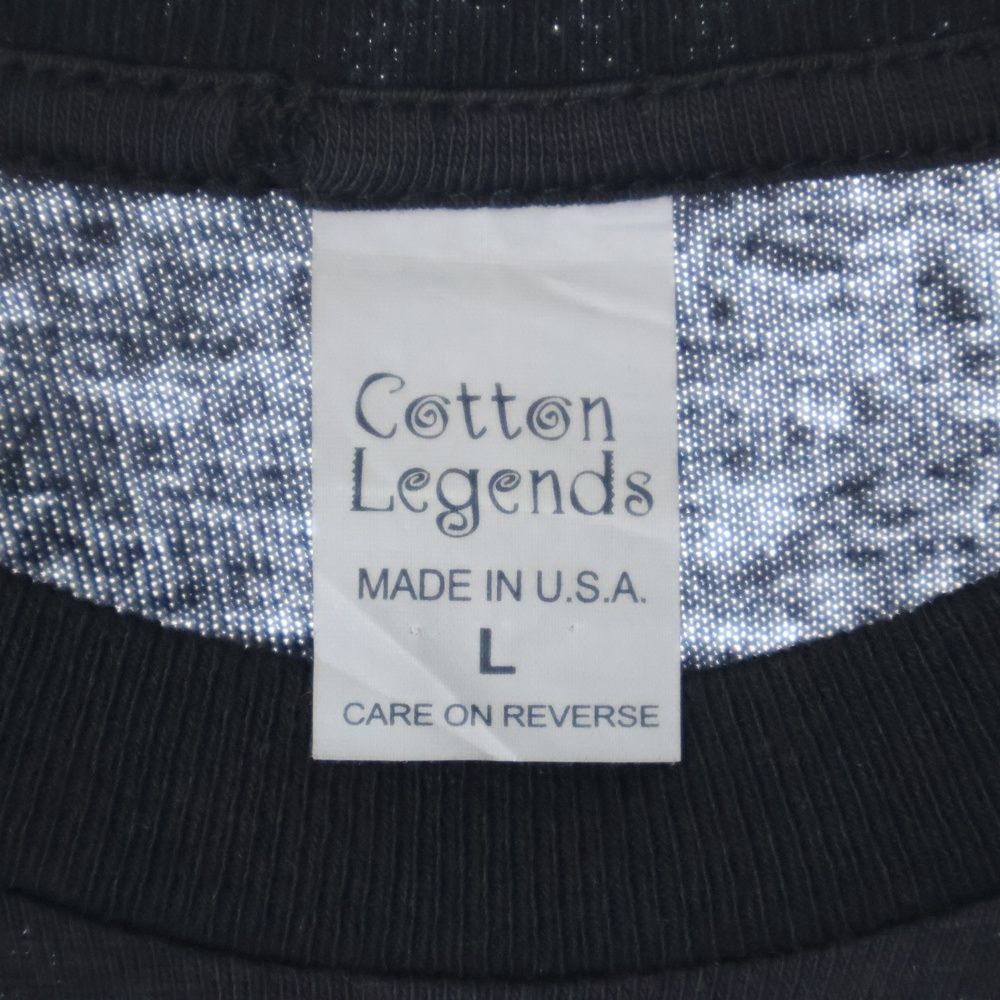 Cotton
Legends
MADE IN U.S.A.
L
CARE ON REVERSE